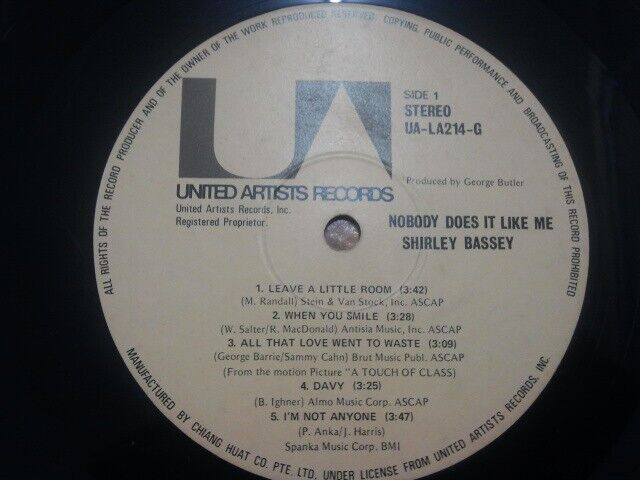 ALL RIGHTS OF THE RECORD PRODUCER AND OF THE OWNER OF THE WORK REPRODUCED RESERVED. COPYING, PUBLIC PERFORMANCE AND BROADCASTING OF THIS RECORD PROHIBITED
UA
SIDE 1
STEREO
UA-LA214-G
Produced by George Butler
UNITED ARTISTS RECORDS
United Artists Records, Inc.
Registered Proprietor.
NOBODY DOES IT LIKE ME
SHIRLEY BASSEY
1. LEAVE A LITTLE ROOM (3:42)
(M. Randall) Stein & Van Stock, Inc. ASCAP
2. WHEN YOU SMILE (3:28)
(W. Salter/R. MacDonald) Antisia Music, Inc. ASCAP
3. ALL THAT LOVE WENT TO WASTE (3:09)
(George Barrie/Sammy Cahn) Brut Music Publ. ASCAP
(From the motion Picture "A TOUCH OF CLASS)
4. DAVY (3:25)
(B. Ighner) Almo Music Corp. ASCAP
5. I'M NOT ANYONE (3:47)
(P. Anka/J. Harris)
Spanka Music Corp. BMI
MANUFACTURED BY CHIANG HUAT CO. PTE. LTD. UNDER LICENSE FROM UNITED ARTISTS RECORDS, INC.